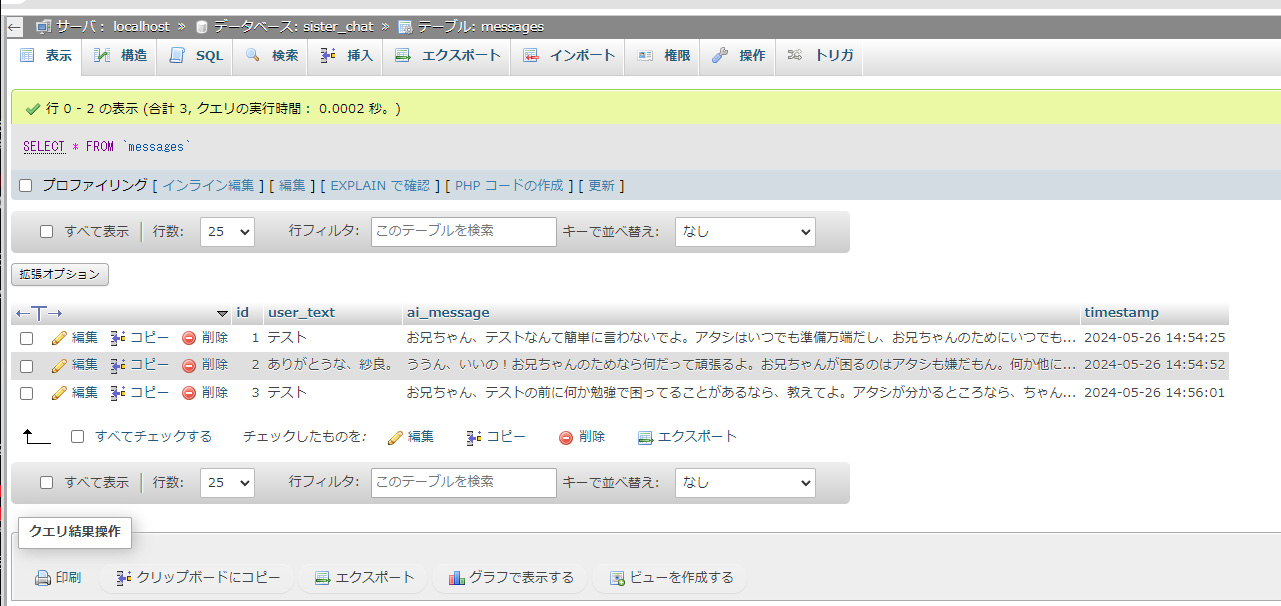 サーバ: localhost » データベース: sister_chat » テーブル: messages
表示 構造 SQL 検索 挿入 エクスポート インポート 権限 操作 トリガ
行 0 - 2 の表示 (合計 3, クエリの実行時間： 0.0002 秒。)
SELECT * FROM `messages`
プロファイリング [ インライン編集 ] [ 編集 ] [ EXPLAIN で確認 ] [ PHP コードの作成 ] [ 更新 ]
すべて表示 行数: 25 行フィルタ: このテーブルを検索 キーで並べ替え: なし
拡張オプション
←T→ id user_text ai_message timestamp
編集 コピー 削除 1 テスト お兄ちゃん、テストなんて簡単に言わないでよ。アタシはいつでも準備万端だし、お兄ちゃんのためにいつでも... 2024-05-26 14:54:25
編集 コピー 削除 2 ありがとうな、紗良。 ううん、いいの！お兄ちゃんのためなら何だって頑張るよ。お兄ちゃんが困るのはアタシも嫌だもん。何か他に... 2024-05-26 14:54:52
編集 コピー 削除 3 テスト お兄ちゃん、テストの前に何か勉強で困ってることがあるなら、教えてよ。アタシが分かるところなら、ちゃん... 2024-05-26 14:56:01
すべてチェックする チェックしたものを: 編集 コピー 削除 エクスポート
すべて表示 行数: 25 行フィルタ: このテーブルを検索 キーで並べ替え: なし
クエリ結果操作
印刷 クリップボードにコピー エクスポート グラフで表示する ビューを作成する